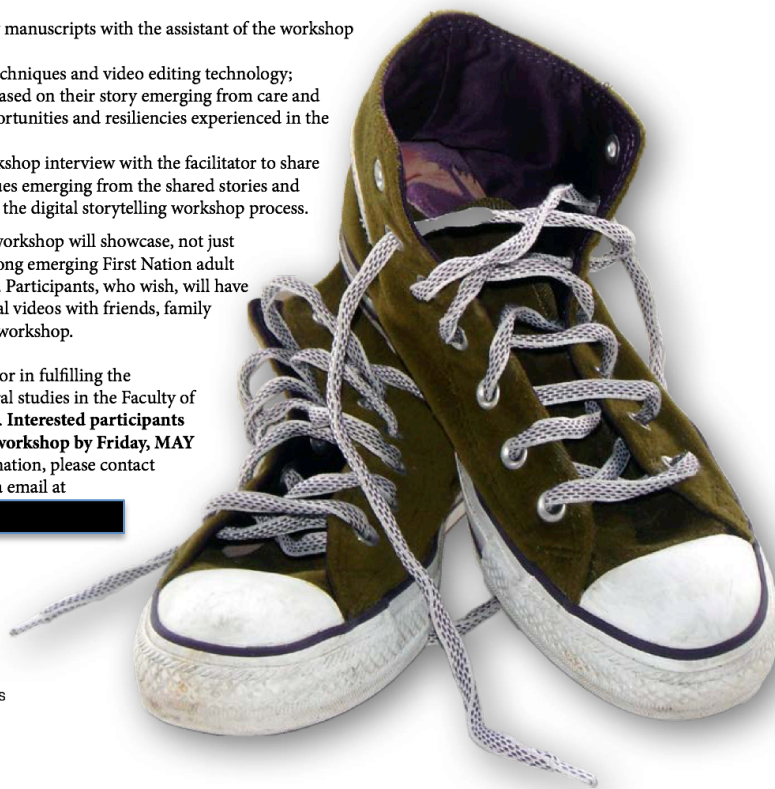 manuscripts with the assistant of the workshop
chniques and video editing technology;
ased on their story emerging from care and
ortunities and resiliencies experienced in the
kshop interview with the facilitator to share
ues emerging from the shared stories and
the digital storytelling workshop process.
workshop will showcase, not just
ong emerging First Nation adult
. Participants, who wish, will have
al videos with friends, family
workshop.
or in fulfilling the
ral studies in the Faculty of
. Interested participants
workshop by Friday, MAY
mation, please contact
a email at
s